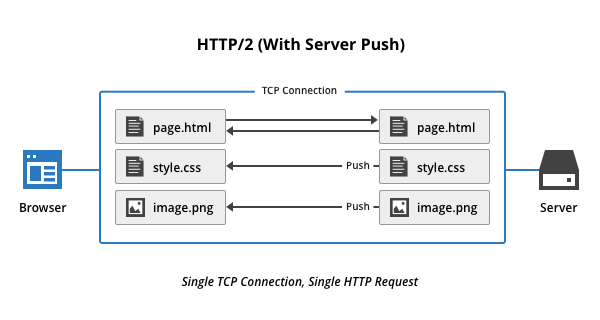 HTTP/2 (With Server Push)
TCP Connection
page.html
page.html
style.css
Push
style.css
image.png
Push
image.png
Browser
Server
Single TCP Connection, Single HTTP Request